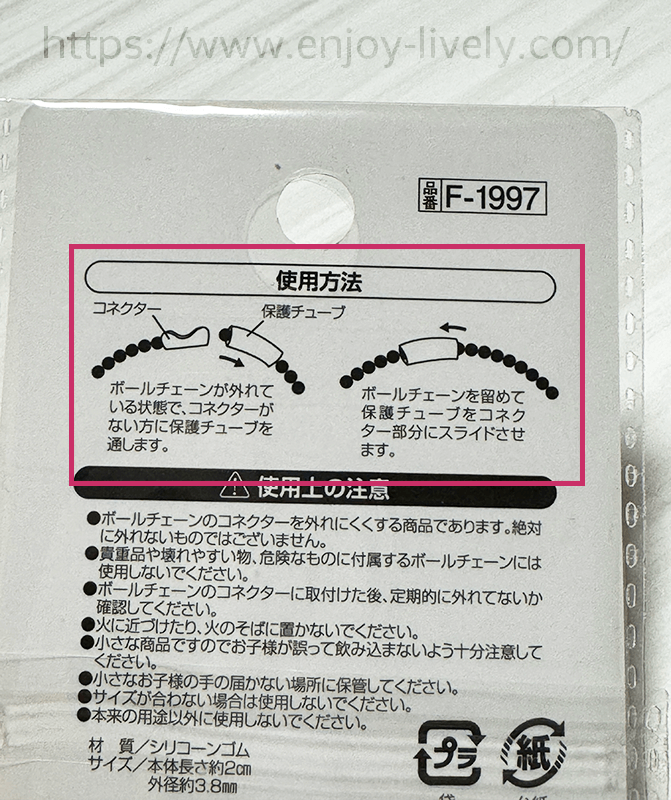 https://www.enjoy-lively.com/
品番 F-1997
使用方法
コネクター
保護チューブ
ボールチェーンが外れて
いる状態で、コネクターが
ない方に保護チューブを
通します。
ボールチェーンを留めて
保護チューブをコネク
ター部分にスライドさせ
ます。
使用上の注意
●ボールチェーンのコネクターを外れにくくする商品であります。絶対
に外れないものではございません。
●貴重品や壊れやすい物、危険なものに付属するボールチェーンには
使用しないでください。
●ボールチェーンのコネクターに取付けた後、定期的に外れてないか
確認してください。
●火に近づけたり、火のそばに置かないでください。
●小さな商品ですのでお子様が誤って飲み込まないよう十分注意して
ください。
●小さなお子様の手の届かない場所に保管してください。
●サイズが合わない場合は使用しないでください。
●本来の用途以外に使用しないでください。
材　質／シリコーンゴム
サイズ／本体長さ約2cm
外径約3.8mm
プラ
紙